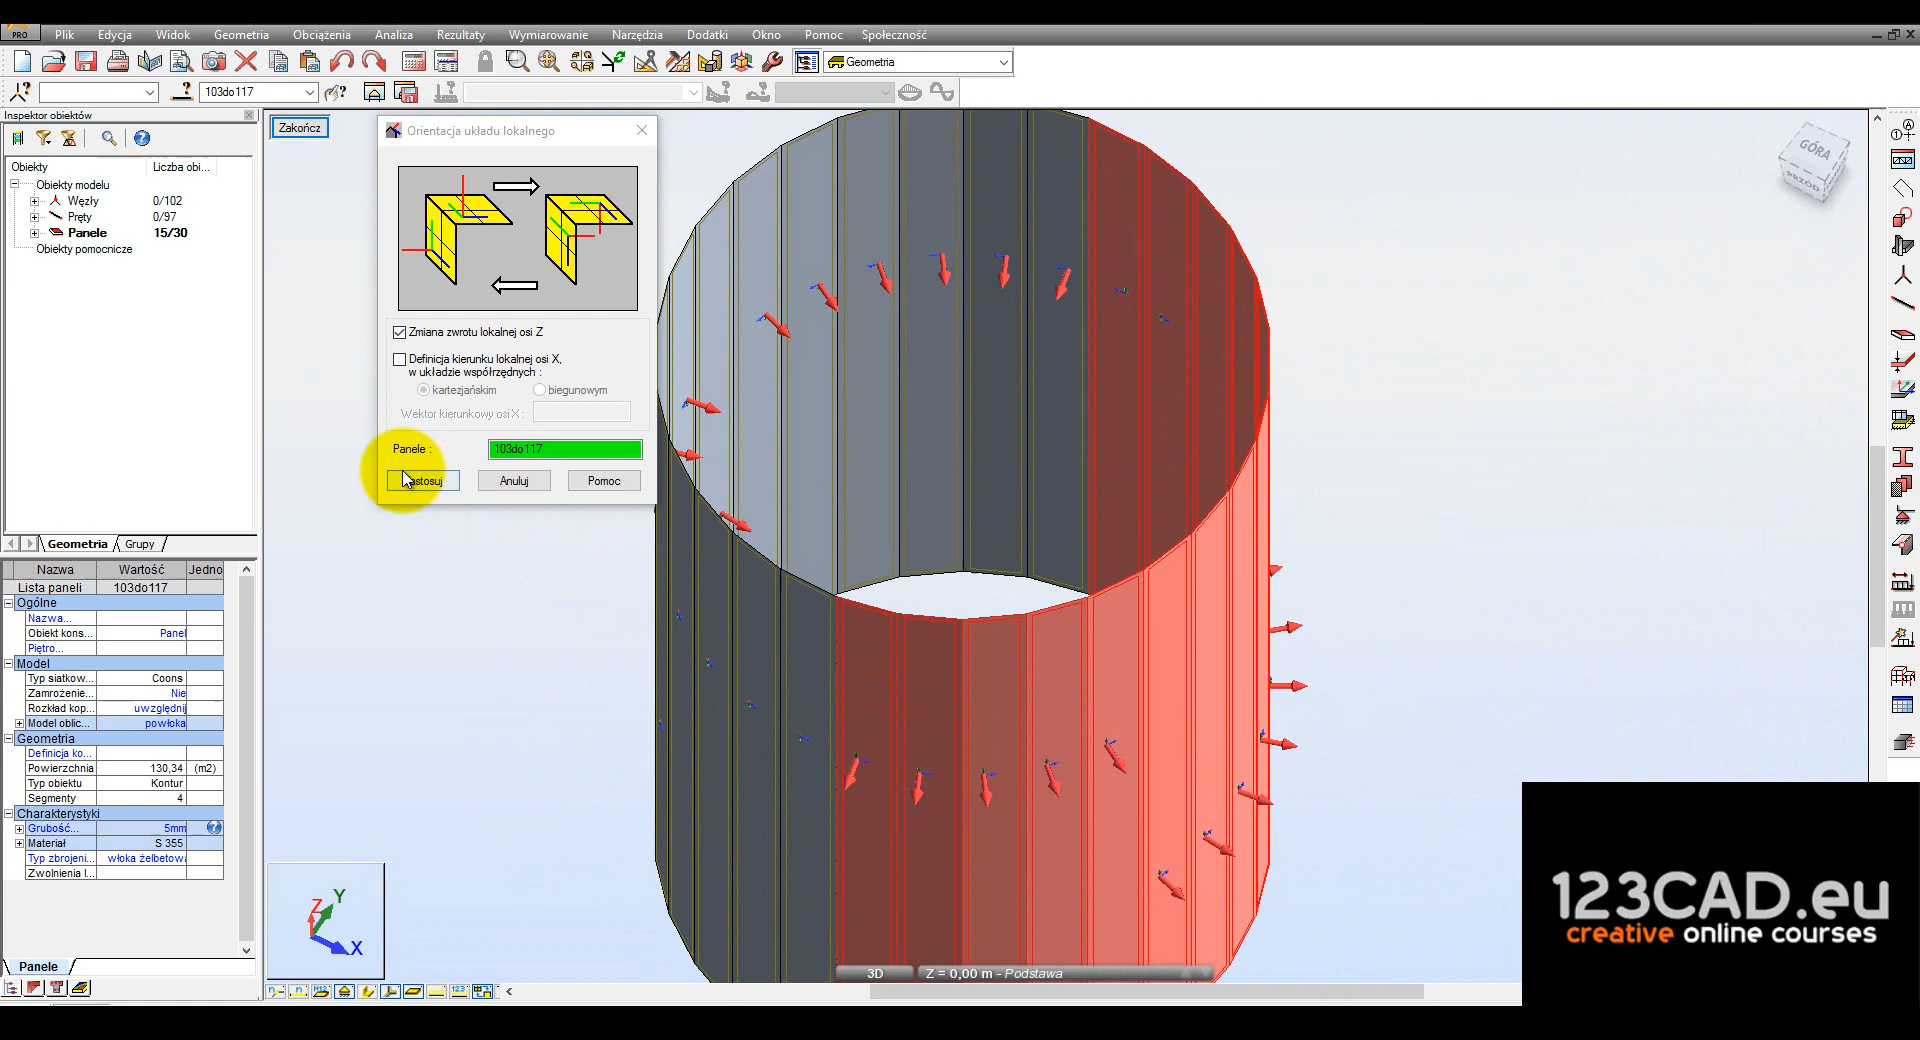 PRO Plik Edycja Widok Geometria Obciążenia Analiza Rezultaty Wymiarowanie Narzędzia Dodatki Okno Pomoc Społeczność
Geometria
103do117
Inspektor obiektów
Zakończ
Obiekty Liczba obi...
Obiekty modelu
Węzły 0/102
Pręty 0/97
Panele 15/30
Obiekty pomocnicze
Geometria Grupy
Nazwa Wartość Jedno
Lista paneli 103do117
Ogólne
Nazwa...
Obiekt kons... Panel
Piętro...
Model
Typ siatkow... Coons
Zamrożenie... Nie
Rozkład kop... uwzględnij
Model oblic... powłoka
Geometria
Definicja ko...
Powierzchnia 130,34 (m2)
Typ obiektu Kontur
Segmenty 4
Charakterystyki
Grubość... 5mm
Materiał S 355
Typ zbrojeni... włoka żelbetowa
Zwolnienia l...
Panele
Orientacja układu lokalnego
Zmiana zwrotu lokalnej osi Z
Definicja kierunku lokalnej osi X,
w układzie współrzędnych :
kartezjańskim biegunowym
Wektor kierunkowy osi X :
Panele : 103do117
stosuj Anuluj Pomoc
GÓRA
PRZÓD
Z Y X
3D Z = 0,00 m - Podstawa
123CAD.eu
creative online courses